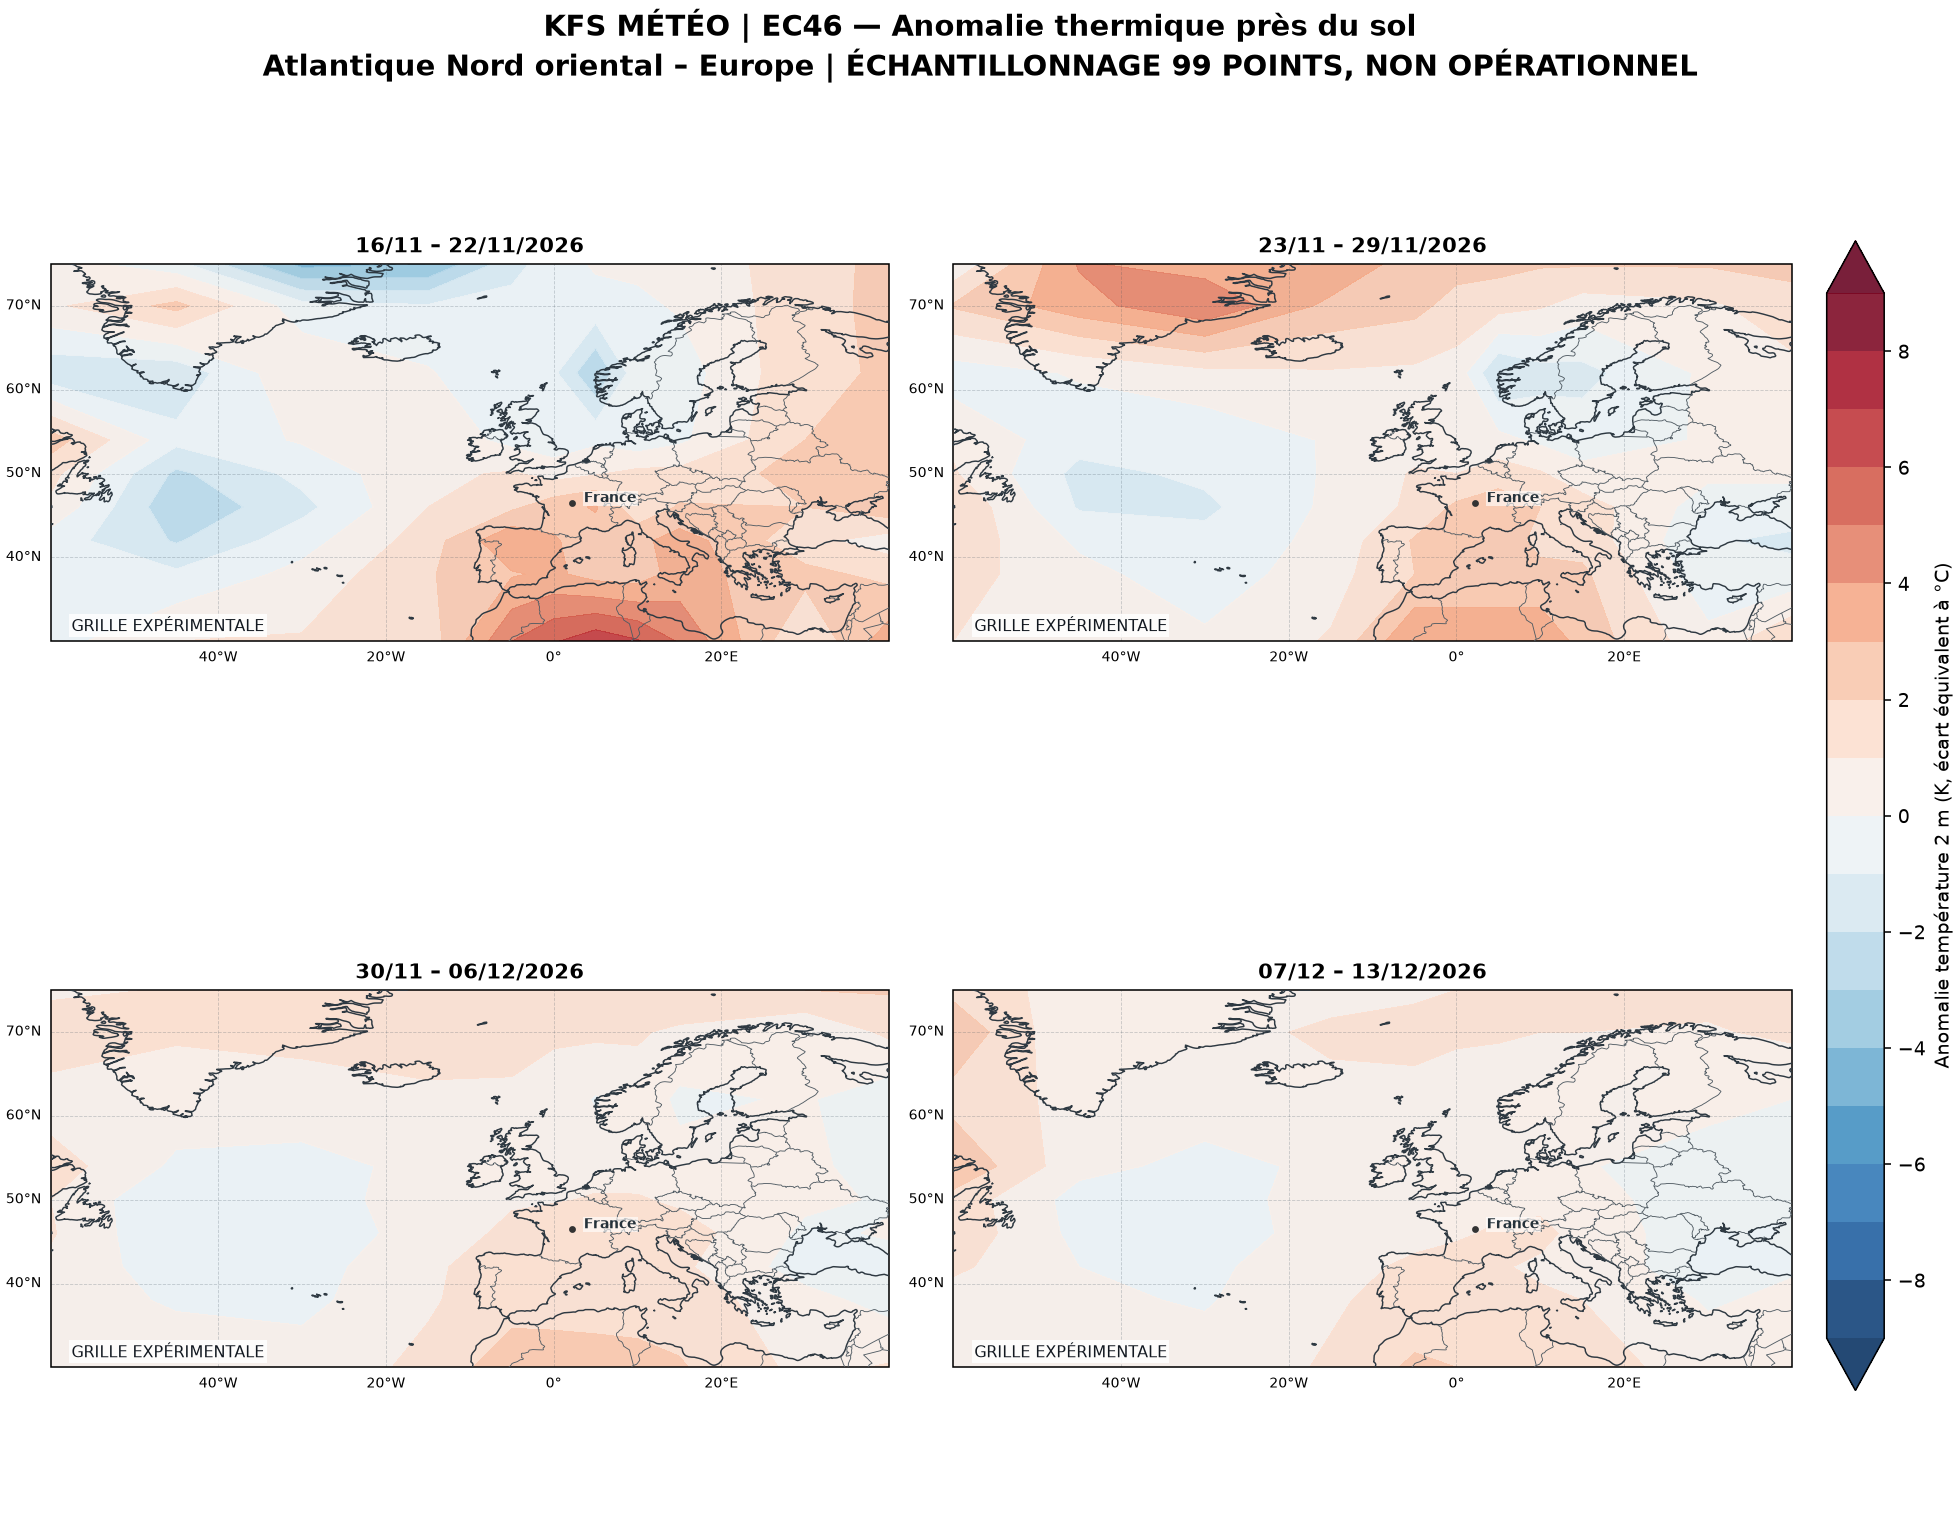 KFS MÉTÉO | EC46 — Anomalie thermique près du sol
Atlantique Nord oriental – Europe | ÉCHANTILLONNAGE 99 POINTS, NON OPÉRATIONNEL
16/11 – 22/11/2026
70°N
60°N
50°N
40°N
France
GRILLE EXPÉRIMENTALE
40°W 20°W 0° 20°E
23/11 – 29/11/2026
70°N
60°N
50°N
40°N
France
GRILLE EXPÉRIMENTALE
40°W 20°W 0° 20°E
30/11 – 06/12/2026
70°N
60°N
50°N
40°N
France
GRILLE EXPÉRIMENTALE
40°W 20°W 0° 20°E
07/12 – 13/12/2026
70°N
60°N
50°N
40°N
France
GRILLE EXPÉRIMENTALE
40°W 20°W 0° 20°E
8
6
4
2
0
−2
−4
−6
−8
Anomalie température 2 m (K, écart équivalent à °C)